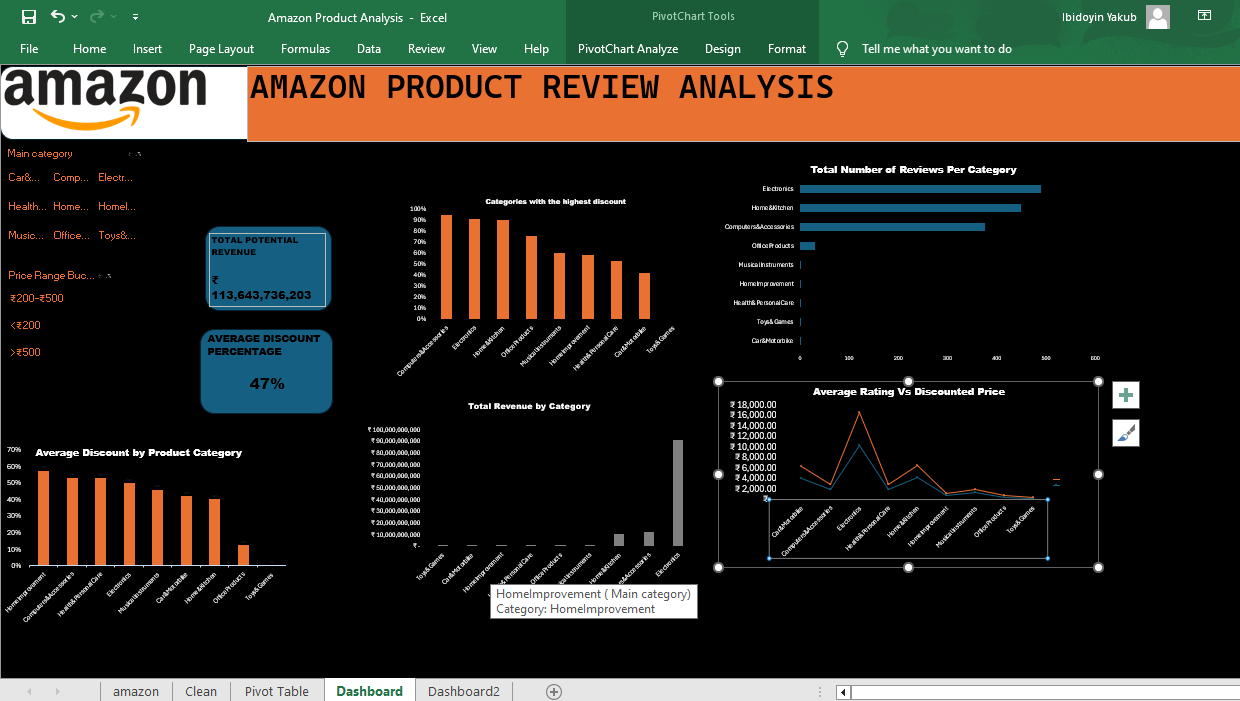 Amazon Product Analysis - Excel
PivotChart Tools
Ibidoyin Yakub
File Home Insert Page Layout Formulas Data Review View Help PivotChart Analyze Design Format Tell me what you want to do
amazon
AMAZON PRODUCT REVIEW ANALYSIS
Main category
Car&... Comp... Electr...
Health... Home... HomeI...
Music... Office... Toys&...
Price Range Buc...
₹200-₹500
<₹200
>₹500
TOTAL POTENTIAL
REVENUE
₹
113,643,736,203
AVERAGE DISCOUNT
PERCENTAGE
47%
Categories with the highest discount
100%
90%
80%
70%
60%
50%
40%
30%
20%
10%
0%
Computers&Accessories
Electronics
Home&Kitchen
OfficeProducts
MusicalInstruments
HomeImprovement
Health&PersonalCare
Car&Motorbike
Toys&Games
Total Number of Reviews Per Category
Electronics
Home&Kitchen
Computers&Accessories
OfficeProducts
MusicalInstruments
HomeImprovement
Health&PersonalCare
Toys&Games
Car&Motorbike
0 100 200 300 400 500 600
Average Discount by Product Category
70%
60%
50%
40%
30%
20%
10%
0%
HomeImprovement
Computers&Accessories
Health&PersonalCare
Electronics
MusicalInstruments
Car&Motorbike
Home&Kitchen
OfficeProducts
Toys&Games
Total Revenue by Category
₹ 100,000,000,000
₹ 90,000,000,000
₹ 80,000,000,000
₹ 70,000,000,000
₹ 60,000,000,000
₹ 50,000,000,000
₹ 40,000,000,000
₹ 30,000,000,000
₹ 20,000,000,000
₹ 10,000,000,000
₹ -
Toys&Games
Car&Motorbike
HomeImprovement
PersonalCare
OfficeProducts
Home&Kitchen
Electronics
HomeImprovement ( Main category)
Category: HomeImprovement
Average Rating Vs Discounted Price
₹ 18,000.00
₹ 16,000.00
₹ 14,000.00
₹ 12,000.00
₹ 10,000.00
₹ 8,000.00
₹ 6,000.00
₹ 4,000.00
₹ 2,000.00
Car&Motorbike
Computers&Accessories
Electronics
Health&PersonalCare
Home&Kitchen
HomeImprovement
MusicalInstruments
OfficeProducts
Toys&Games
amazon Clean Pivot Table Dashboard Dashboard2